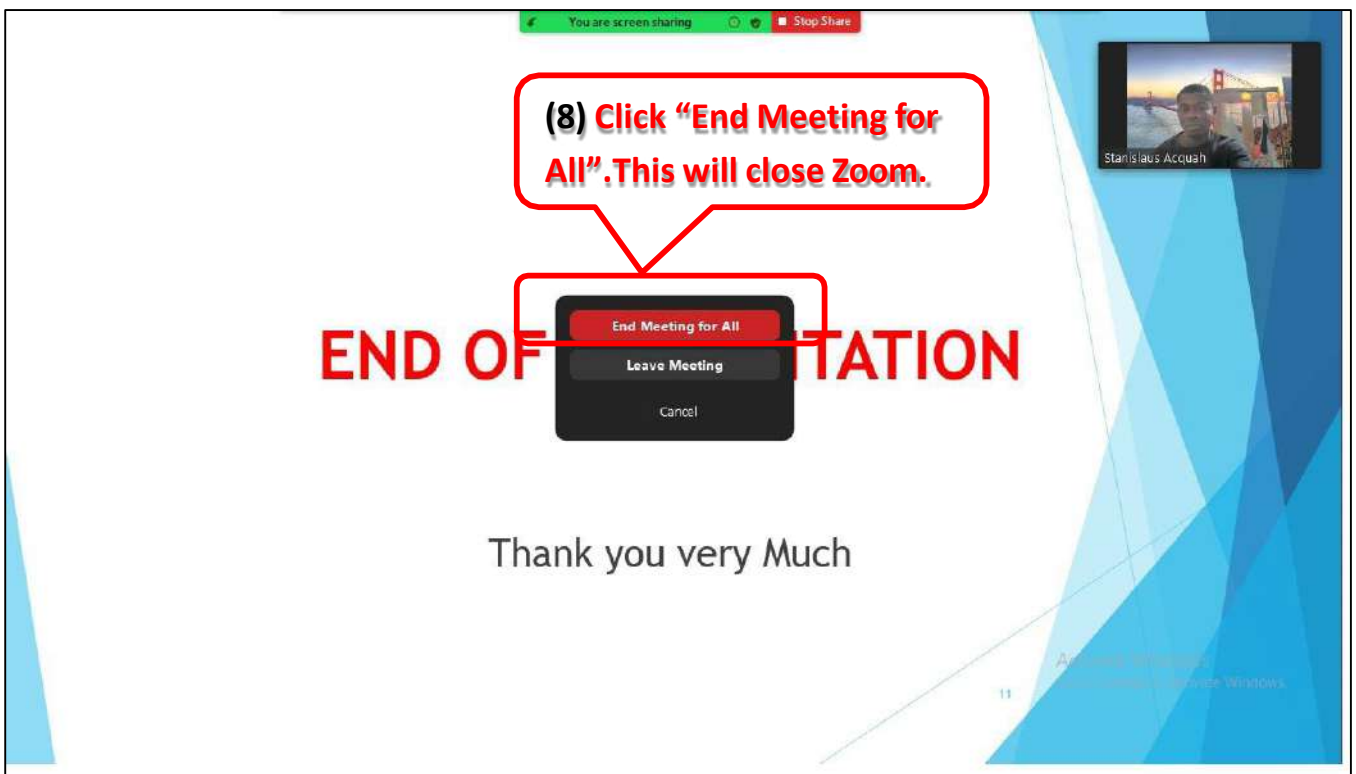 You are screen sharing
Stop Share
(8) Click “End Meeting for
All”.This will close Zoom.
Stanislaus Acquah
End Meeting for All
END OF TATION
Leave Meeting
Cancel
Thank you very Much
Windows
11